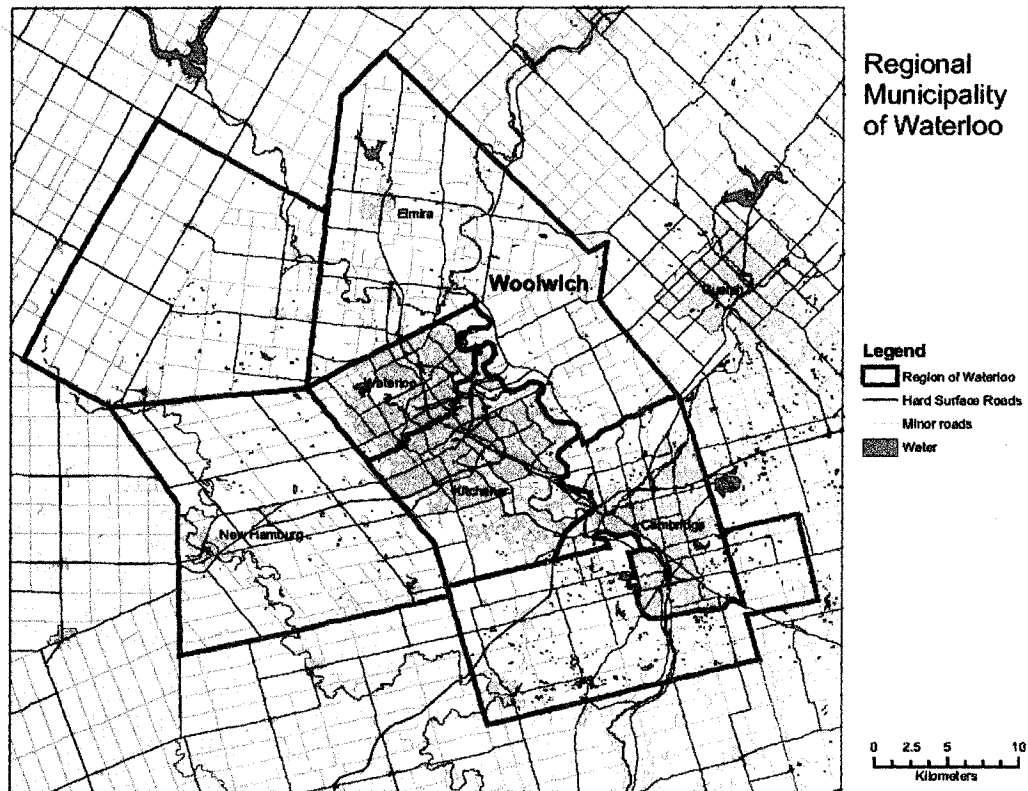 Regional
Municipality
of Waterloo
Elmira
Woolwich
Guelph
Waterloo
Kitchener
Cambridge
New Hamburg
Legend
Region of Waterloo
Hard Surface Roads
Minor roads
Water
0 2.5 5 10
Kilometers